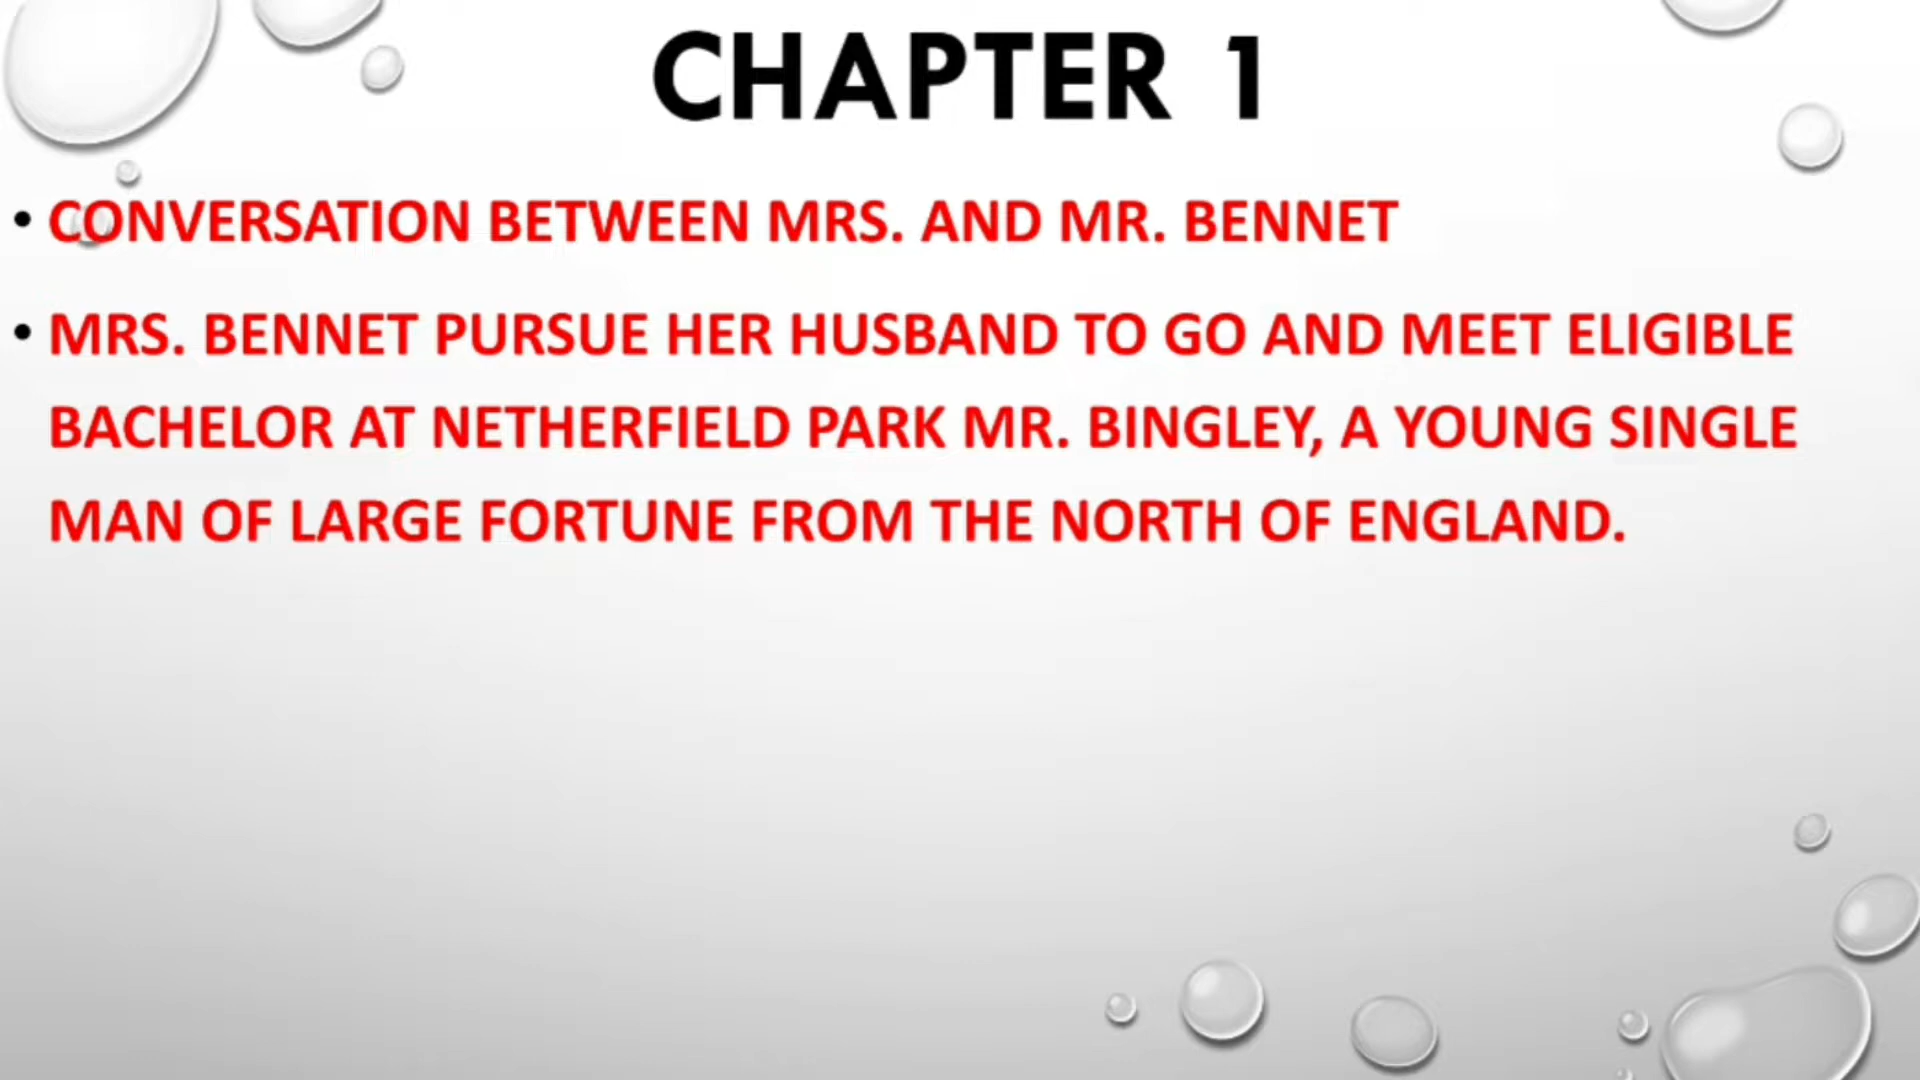 CHAPTER 1
• CONVERSATION BETWEEN MRS. AND MR. BENNET
• MRS. BENNET PURSUE HER HUSBAND TO GO AND MEET ELIGIBLE
BACHELOR AT NETHERFIELD PARK MR. BINGLEY, A YOUNG SINGLE
MAN OF LARGE FORTUNE FROM THE NORTH OF ENGLAND.